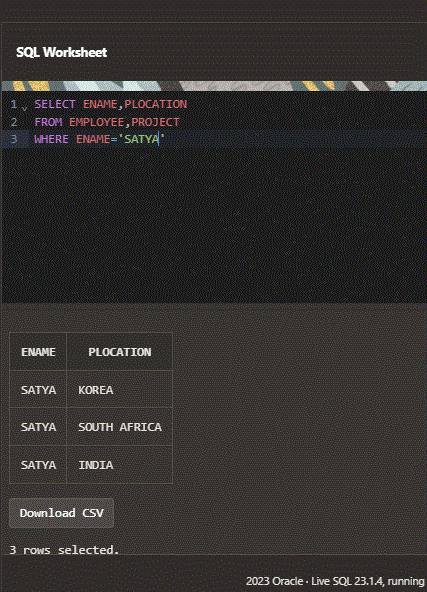 SQL Worksheet
1 SELECT ENAME,PLOCATION
2 FROM EMPLOYEE,PROJECT
3 WHERE ENAME='SATYA'
ENAME PLOCATION
SATYA KOREA
SATYA SOUTH AFRICA
SATYA INDIA
Download CSV
3 rows selected.
2023 Oracle · Live SQL 23.1.4, running